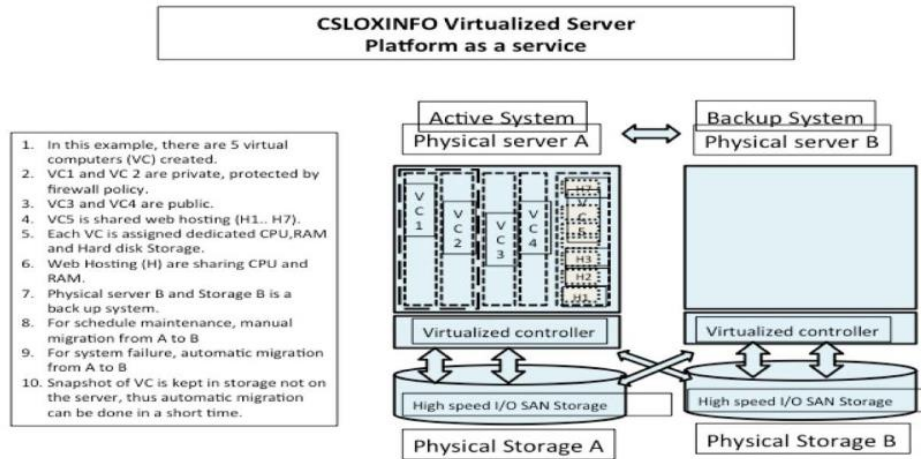 CSLOXINFO Virtualized Server
Platform as a service
1. In this example, there are 5 virtual
computers (VC) created.
2. VC1 and VC 2 are private, protected by
firewall policy.
3. VC3 and VC4 are public.
4. VC5 is shared web hosting (H1.. H7).
5. Each VC is assigned dedicated CPU,RAM
and Hard disk Storage.
6. Web Hosting (H) are sharing CPU and
RAM.
7. Physical server B and Storage B is a
back up system.
8. For schedule maintenance, manual
migration from A to B
9. For system failure, automatic migration
from A to B
10. Snapshot of VC is kept in storage not on
the server, thus automatic migration
can be done in a short time.
Active System
Physical server A
Backup System
Physical server B
V
C
1
V
C
2
V
C
3
V
C
4
H7
V
C
5
H3
H2
H1
Virtualized controller
Virtualized controller
High speed I/O SAN Storage
High speed I/O SAN Storage
Physical Storage A
Physical Storage B